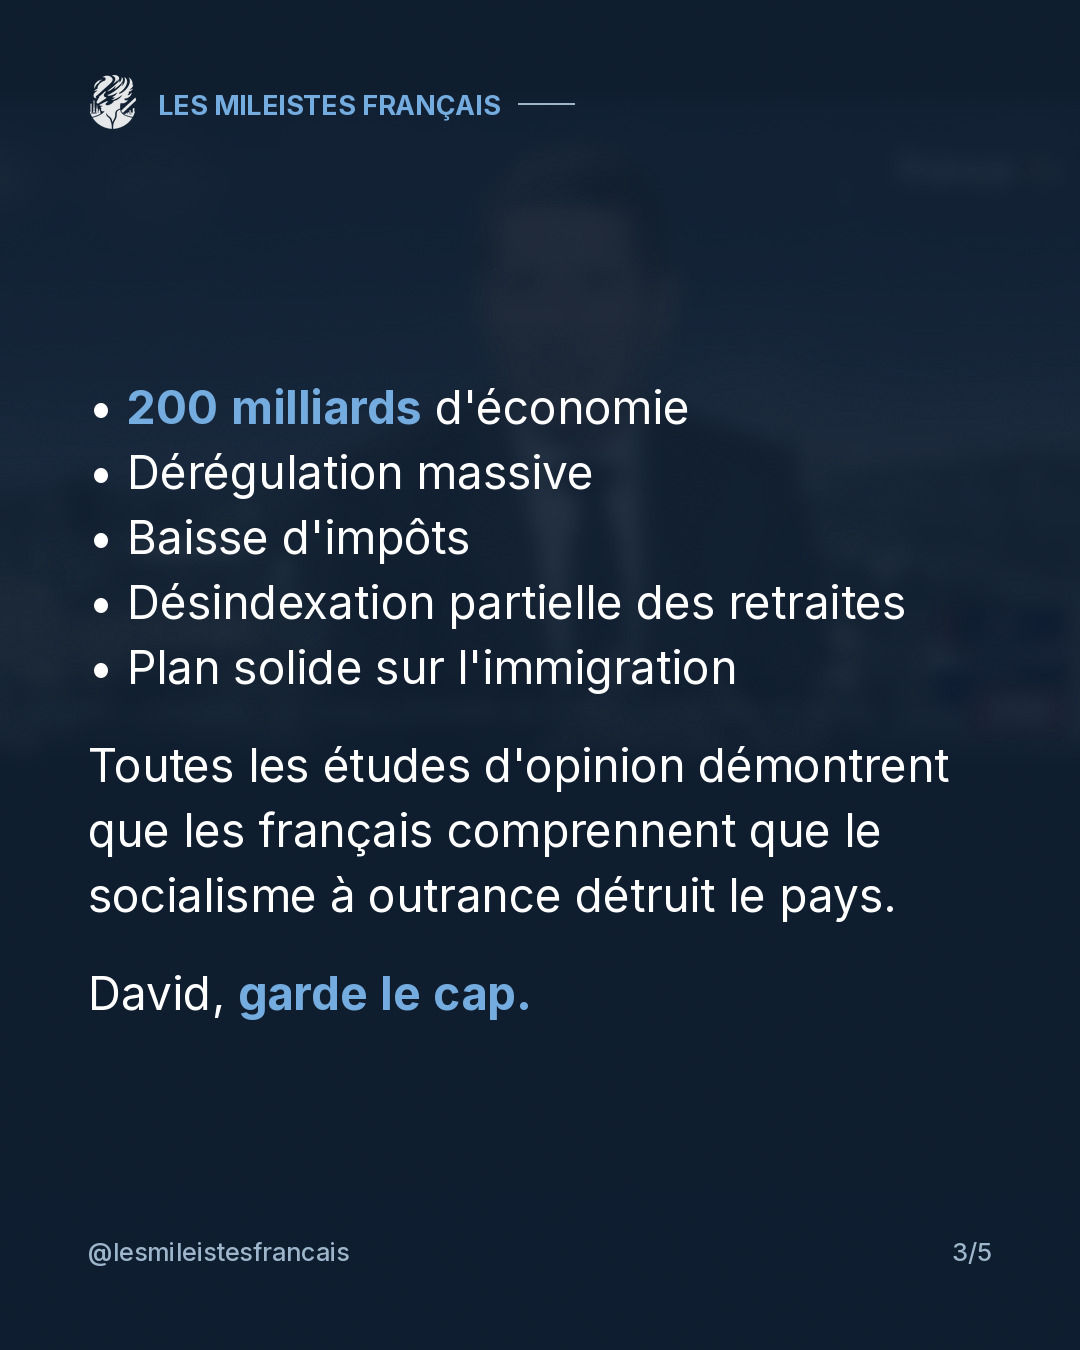 LES MILEISTES FRANÇAIS
• 200 milliards d'économie
• Dérégulation massive
• Baisse d'impôts
• Désindexation partielle des retraites
• Plan solide sur l'immigration
Toutes les études d'opinion démontrent
que les français comprennent que le
socialisme à outrance détruit le pays.
David, garde le cap.
@lesmileistesfrancais
3/5